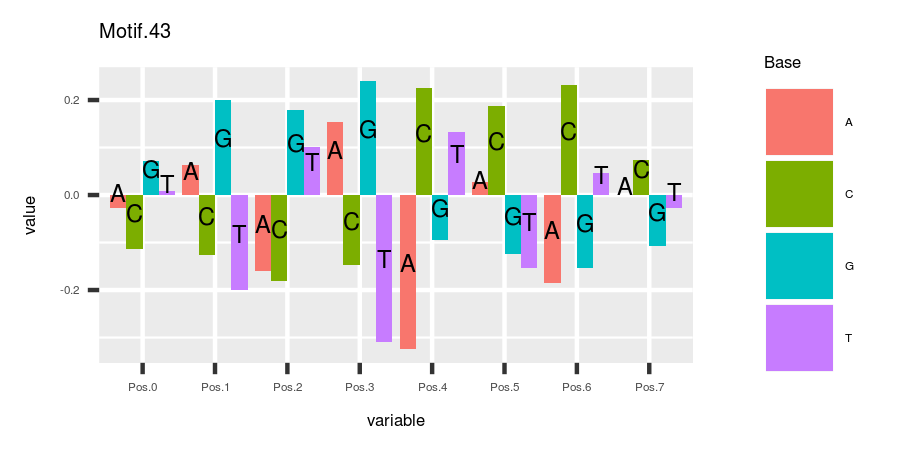 Motif.43
Base
A
C
G
T
value
0.2
0.0
-0.2
A C G T A C G T A C G T A C G T A C G T A C G T A C G T A C G T
Pos.0 Pos.1 Pos.2 Pos.3 Pos.4 Pos.5 Pos.6 Pos.7
variable